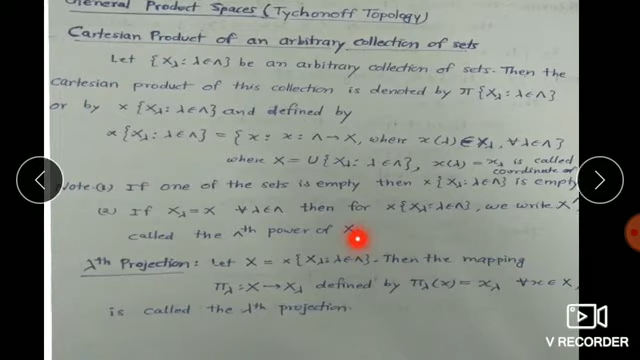 General Product Spaces (Tychonoff Topology)
Cartesian Product of an arbitrary collection of sets
Let {Xλ : λ∈Λ} be an arbitrary collection of sets. Then the
Cartesian product of this collection is denoted by π {Xλ : λ∈Λ}
or by × {Xλ : λ∈Λ} and defined by
× {Xλ : λ∈Λ} = { x : x : Λ → X, where x(λ) ∈ Xλ, ∀ λ∈Λ}
where X = ∪ {Xλ : λ∈Λ}, x(λ) = xλ is called
coordinate of
Note (1) If one of the sets is empty then × {Xλ : λ∈Λ} is empty
(2) If Xλ = X ∀ λ∈Λ then for × {Xλ : λ∈Λ}, we write X
called the Λth power of X
λth Projection : Let X = × {Xλ : λ∈Λ}. Then the mapping
πλ : X → Xλ defined by πλ(x) = xλ ∀ x ∈ X
is called the λth projection.
V RECORDER